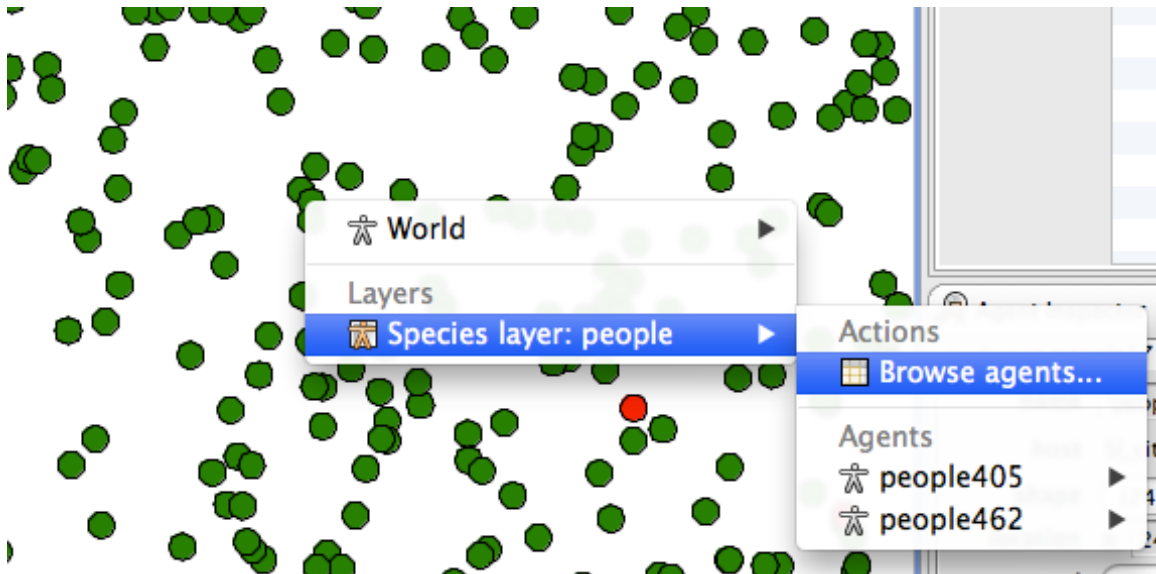 World
Layers
Species layer: people
Actions
Browse agents...
Agents
people405
people462